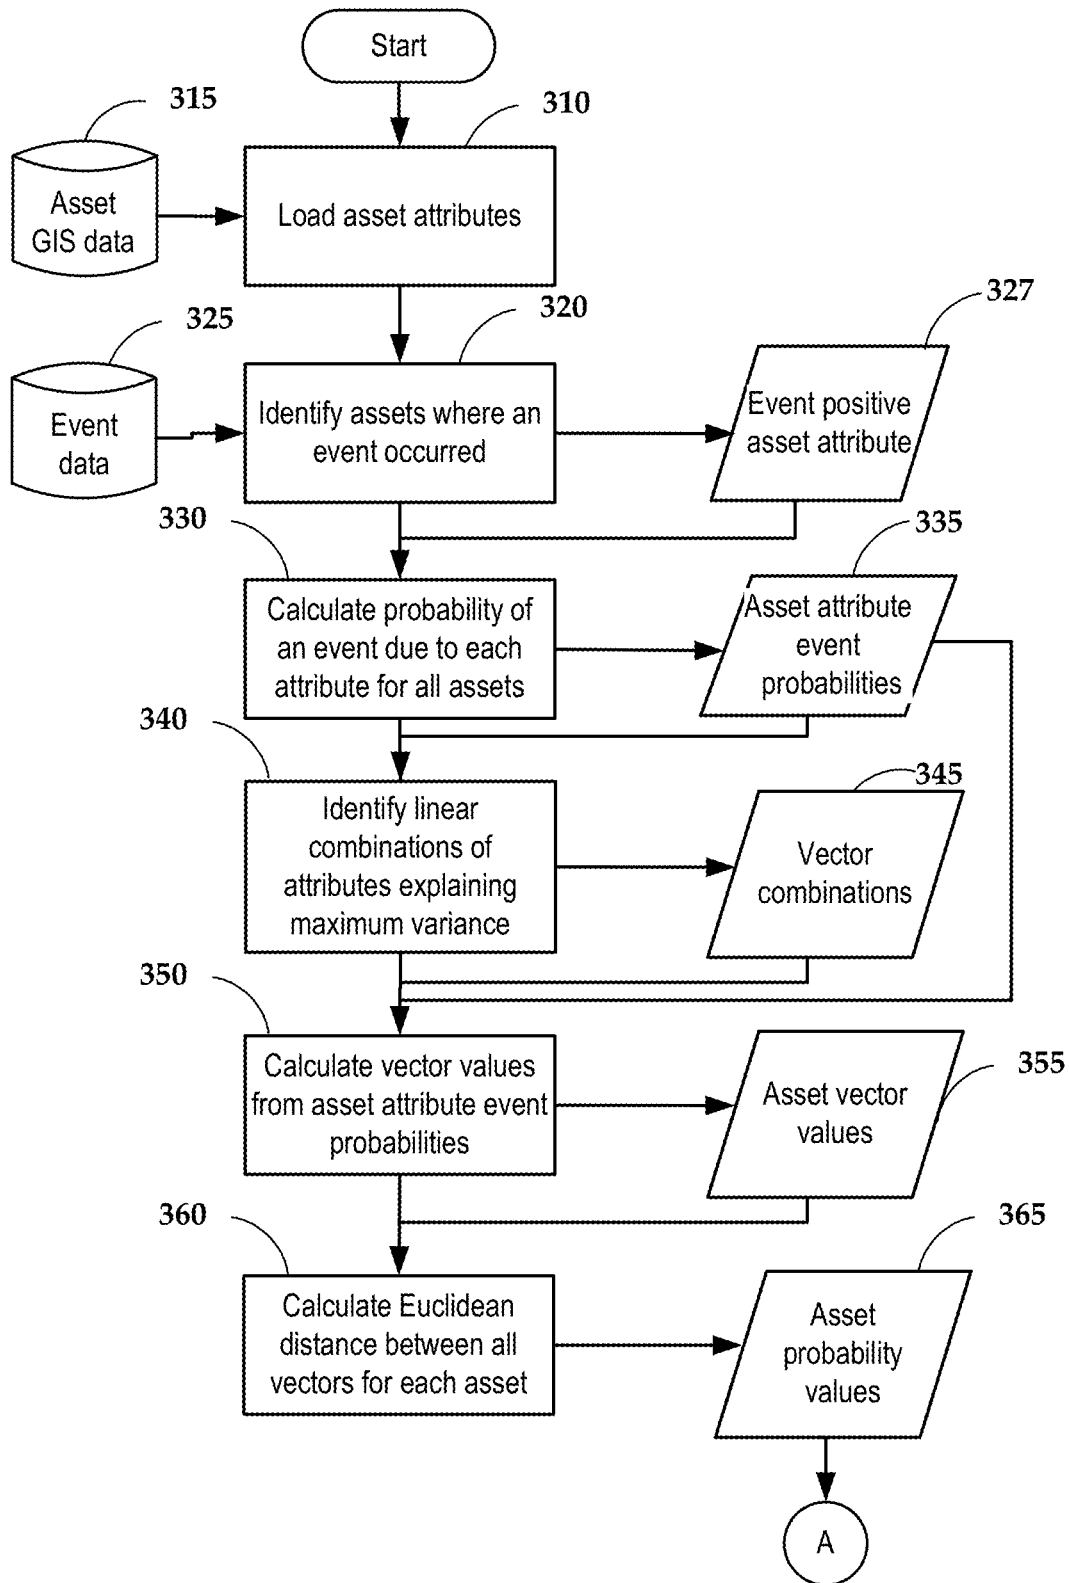 Start
315
310
Asset
GIS data
Load asset attributes
325
320
327
Event
data
Identify assets where an
event occurred
Event positive
asset attribute
330
335
Calculate probability of
an event due to each
attribute for all assets
Asset attribute
event
probabilities
340
345
Identify linear
combinations of
attributes explaining
maximum variance
Vector
combinations
350
355
Calculate vector values
from asset attribute event
probabilities
Asset vector
values
360
365
Calculate Euclidean
distance between all
vectors for each asset
Asset
probability
values
A